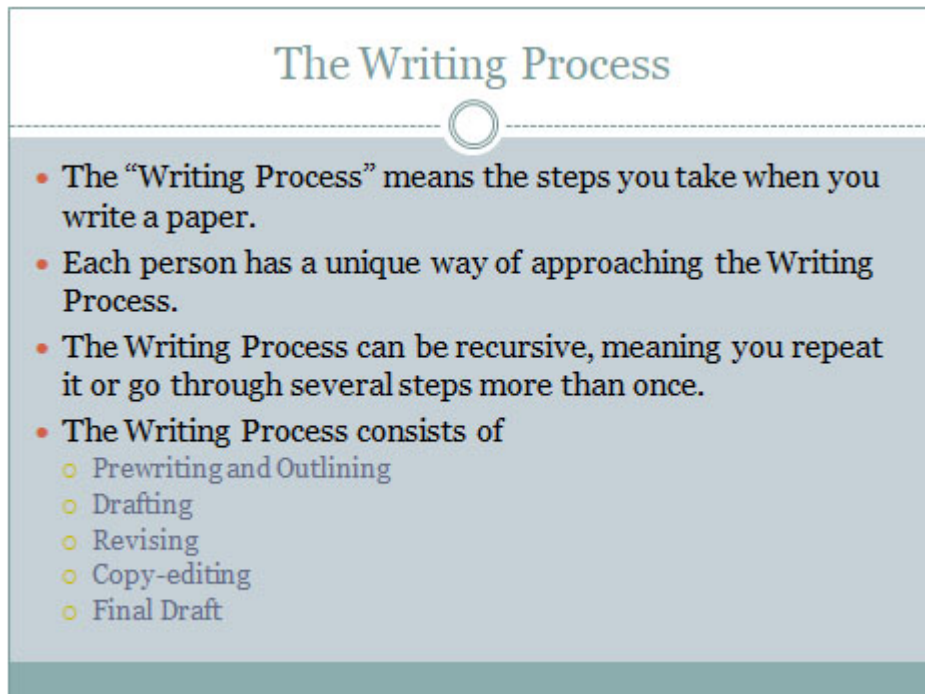 The Writing Process
• The “Writing Process” means the steps you take when you
write a paper.
• Each person has a unique way of approaching the Writing
Process.
• The Writing Process can be recursive, meaning you repeat
it or go through several steps more than once.
• The Writing Process consists of
o Prewriting and Outlining
o Drafting
o Revising
o Copy-editing
o Final Draft